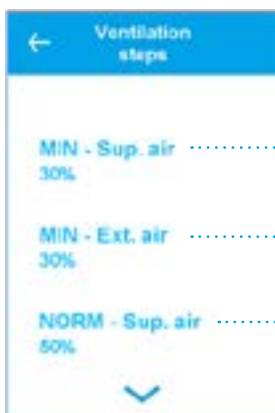 Ventilation
steps
MIN - Sup. air
30%
MIN - Ext. air
30%
NORM - Sup. air
50%